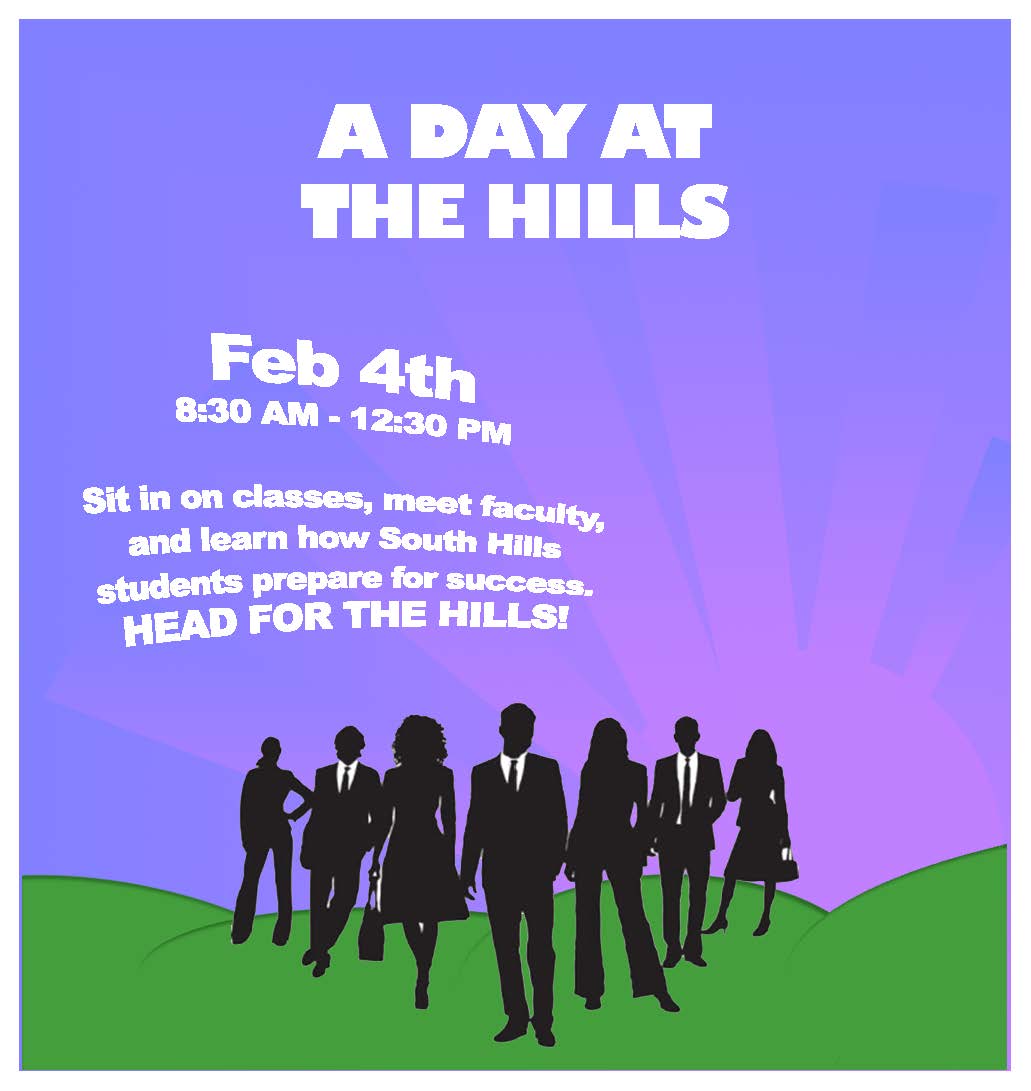 A DAY AT
THE HILLS
Feb 4th
8:30 AM - 12:30 PM
Sit in on classes, meet faculty,
and learn how South Hills
students prepare for success.
HEAD FOR THE HILLS!